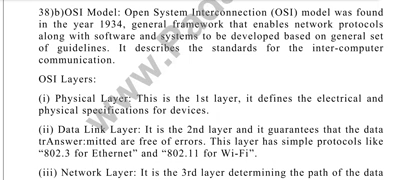 38)b)OSI Model: Open System Interconnection (OSI) model was found
in the year 1934, general framework that enables network protocols
along with software and systems to be developed based on general set
of guidelines. It describes the standards for the inter-computer
communication.
OSI Layers:
(i) Physical Layer: This is the 1st layer, it defines the electrical and
physical specifications for devices.
(ii) Data Link Layer: It is the 2nd layer and it guarantees that the data
trAnswer:mitted are free of errors. This layer has simple protocols like
“802.3 for Ethernet” and “802.11 for Wi-Fi”.
(iii) Network Layer: It is the 3rd layer determining the path of the data